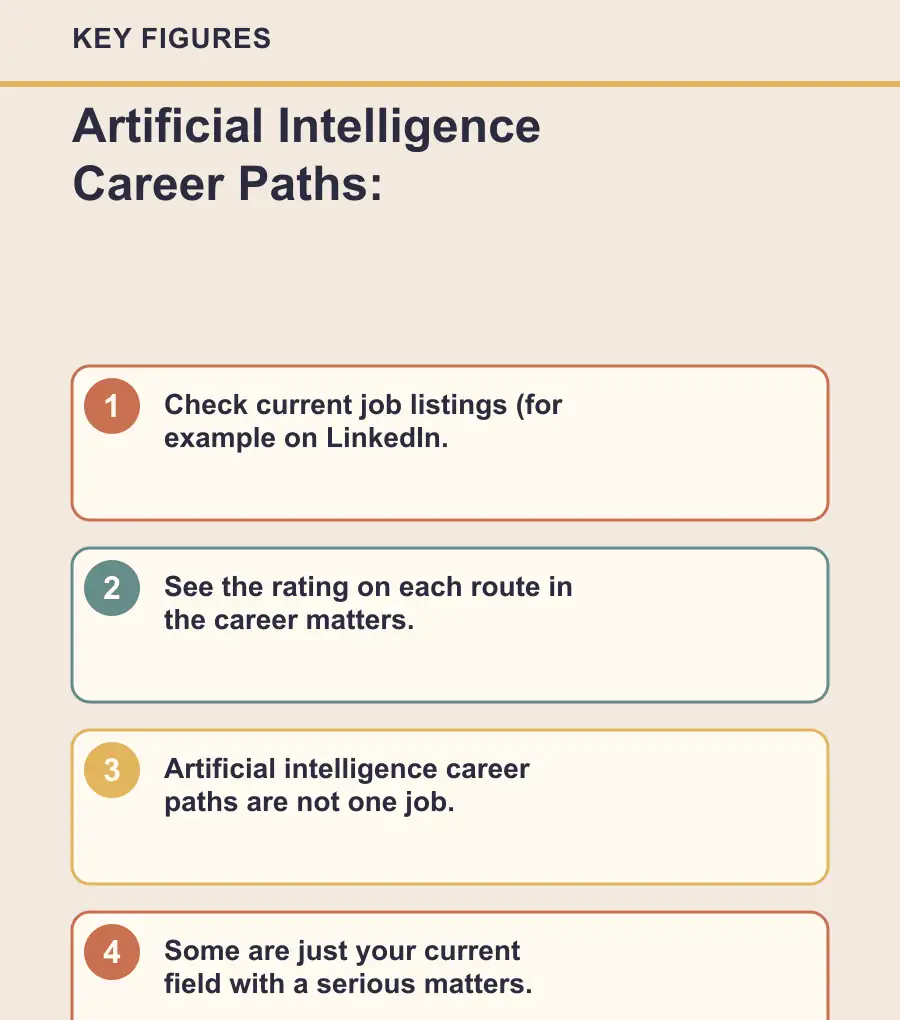 KEY FIGURES
Artificial Intelligence
Career Paths:
1
Check current job listings (for
example on LinkedIn.
2
See the rating on each route in
the career matters.
3
Artificial intelligence career
paths are not one job.
4
Some are just your current
field with a serious matters.